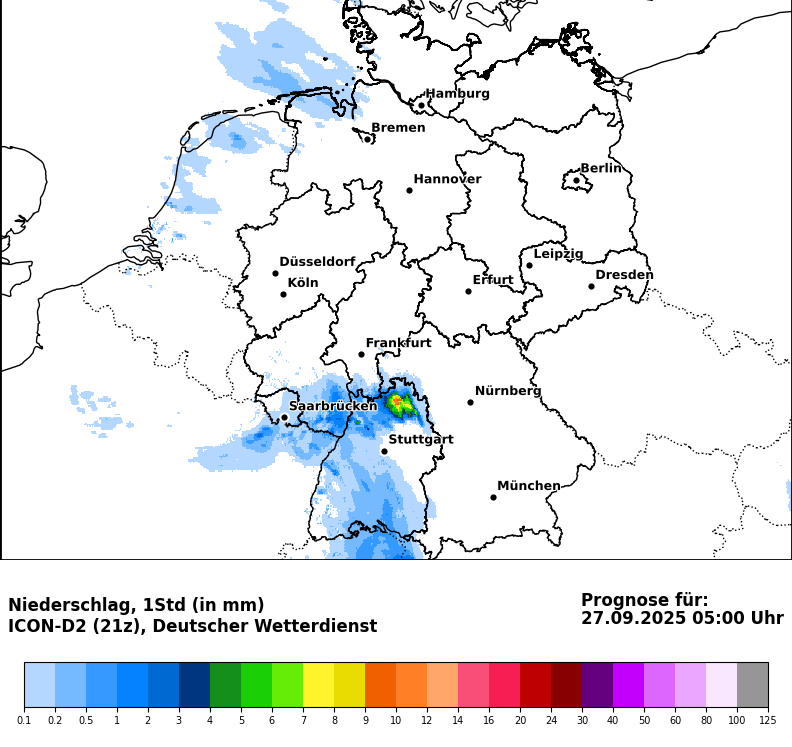 Hamburg
Bremen
Berlin
Hannover
Leipzig
Düsseldorf
Dresden
Köln
Erfurt
Frankfurt
Nürnberg
Saarbrücken
Stuttgart
München
Niederschlag, 1Std (in mm)
ICON-D2 (21z), Deutscher Wetterdienst
Prognose für:
27.09.2025 05:00 Uhr
0.1 0.2 0.5 1 2 3 4 5 6 7 8 9 10 12 14 16 20 24 30 40 50 60 80 100 125